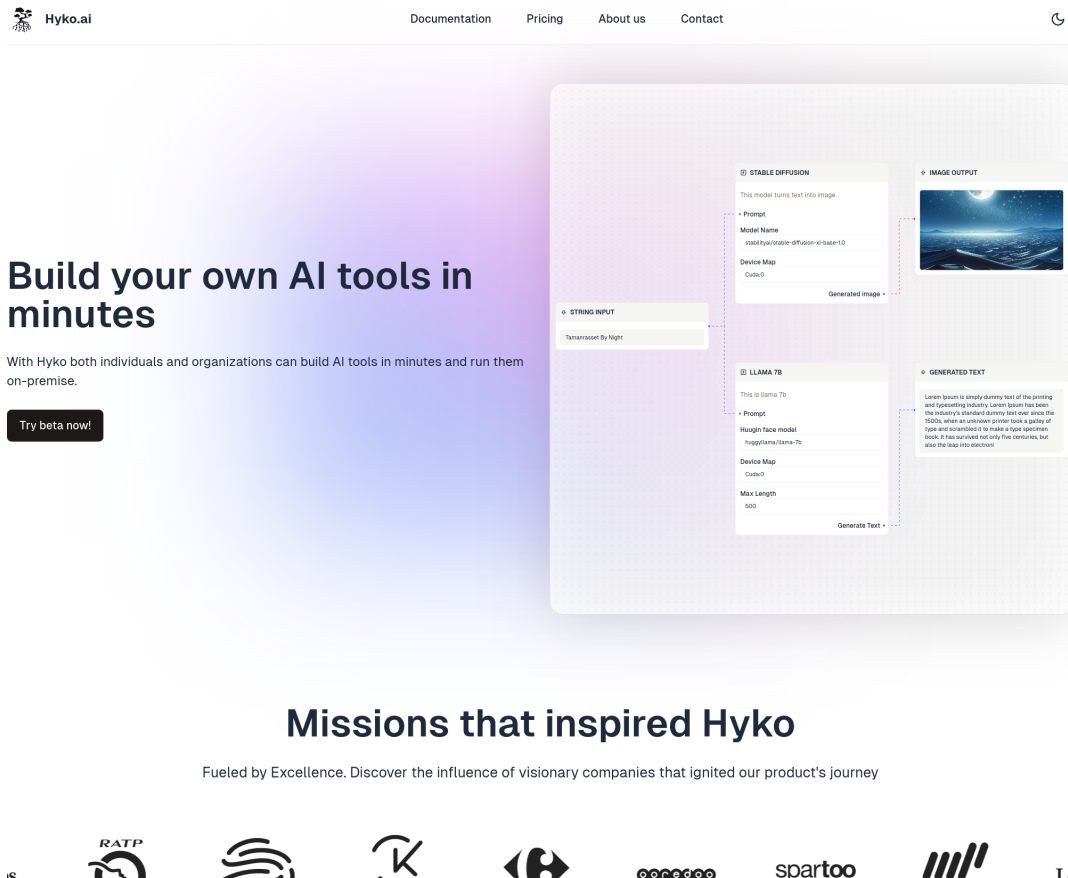 Hyko.ai
Documentation
Pricing
About us
Contact
Build your own AI tools in
minutes
With Hyko both individuals and organizations can build AI tools in minutes and run them
on-premise.
Try beta now!
STRING INPUT
Tamanrasset By Night
STABLE DIFFUSION
This model turns text into image
Prompt
Model Name
stabilityai/stable-diffusion-xl-base-1.0
Device Map
Cuda:0
Generated image
IMAGE OUTPUT
LLAMA 7B
This is llama 7b
Prompt
Huugin face model
huggyllama/llama-7b
Device Map
Cuda:0
Max Length
500
Generate Text
GENERATED TEXT
Lorem Ipsum is simply dummy text of the printing
and typesetting industry. Lorem Ipsum has been
the industry's standard dummy text ever since the
1500s, when an unknown printer took a galley of
type and scrambled it to make a type specimen
book. It has survived not only five centuries, but
also the leap into electroni
Missions that inspired Hyko
Fueled by Excellence. Discover the influence of visionary companies that ignited our product's journey
RATP
ooredoo
spartoo